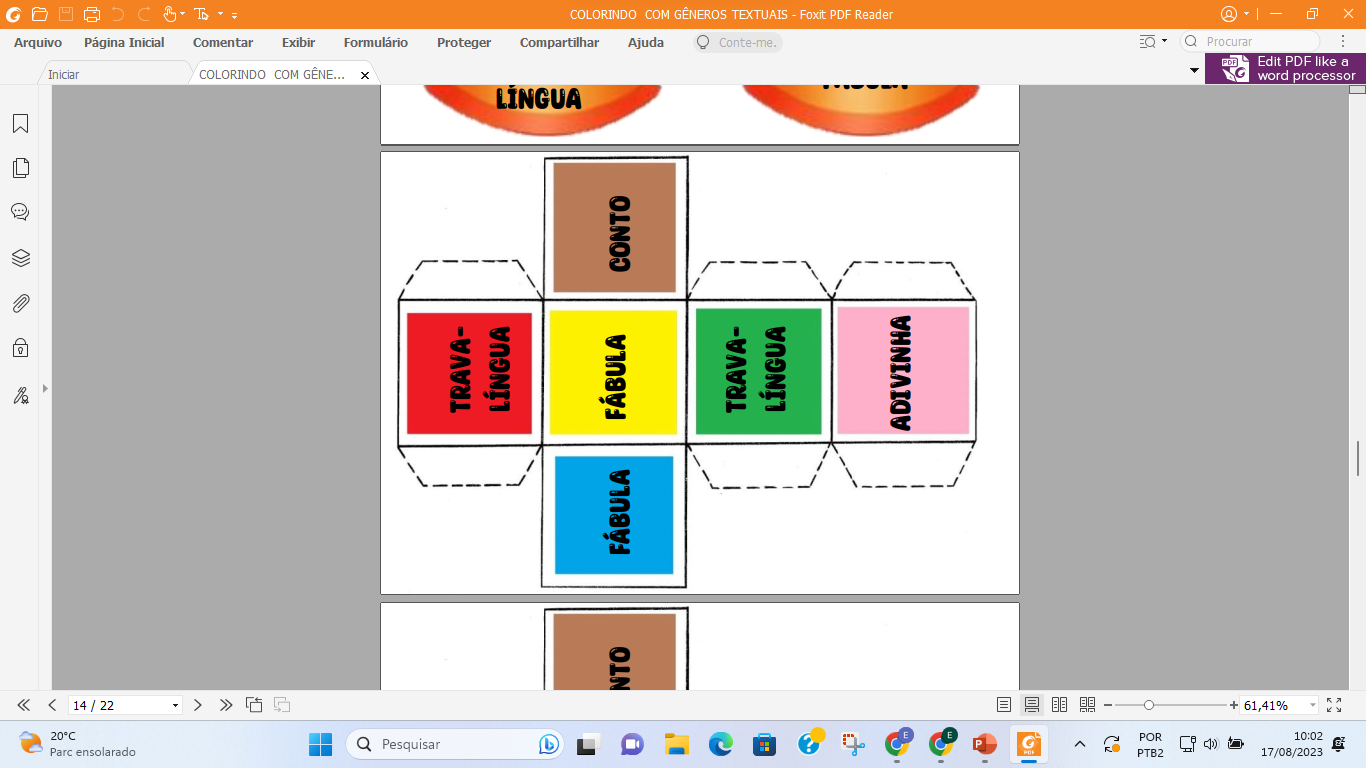 COLORINDO  COM GÊNEROS TEXTUAIS - Foxit PDF Reader
Arquivo Página Inicial Comentar Exibir Formulário Proteger Compartilhar Ajuda Conte-me. Procurar
Iniciar COLORINDO  COM GÊNE... Edit PDF like a
word processor
LÍNGUA FÁBULA
CONTO
TRAVA-
LÍNGUA
FÁBULA
TRAVA-
LÍNGUA
ADIVINHA
FÁBULA
14 / 22 61,41%
20°C
Parc ensolarado
Pesquisar
POR
PTB2
10:02
17/08/2023